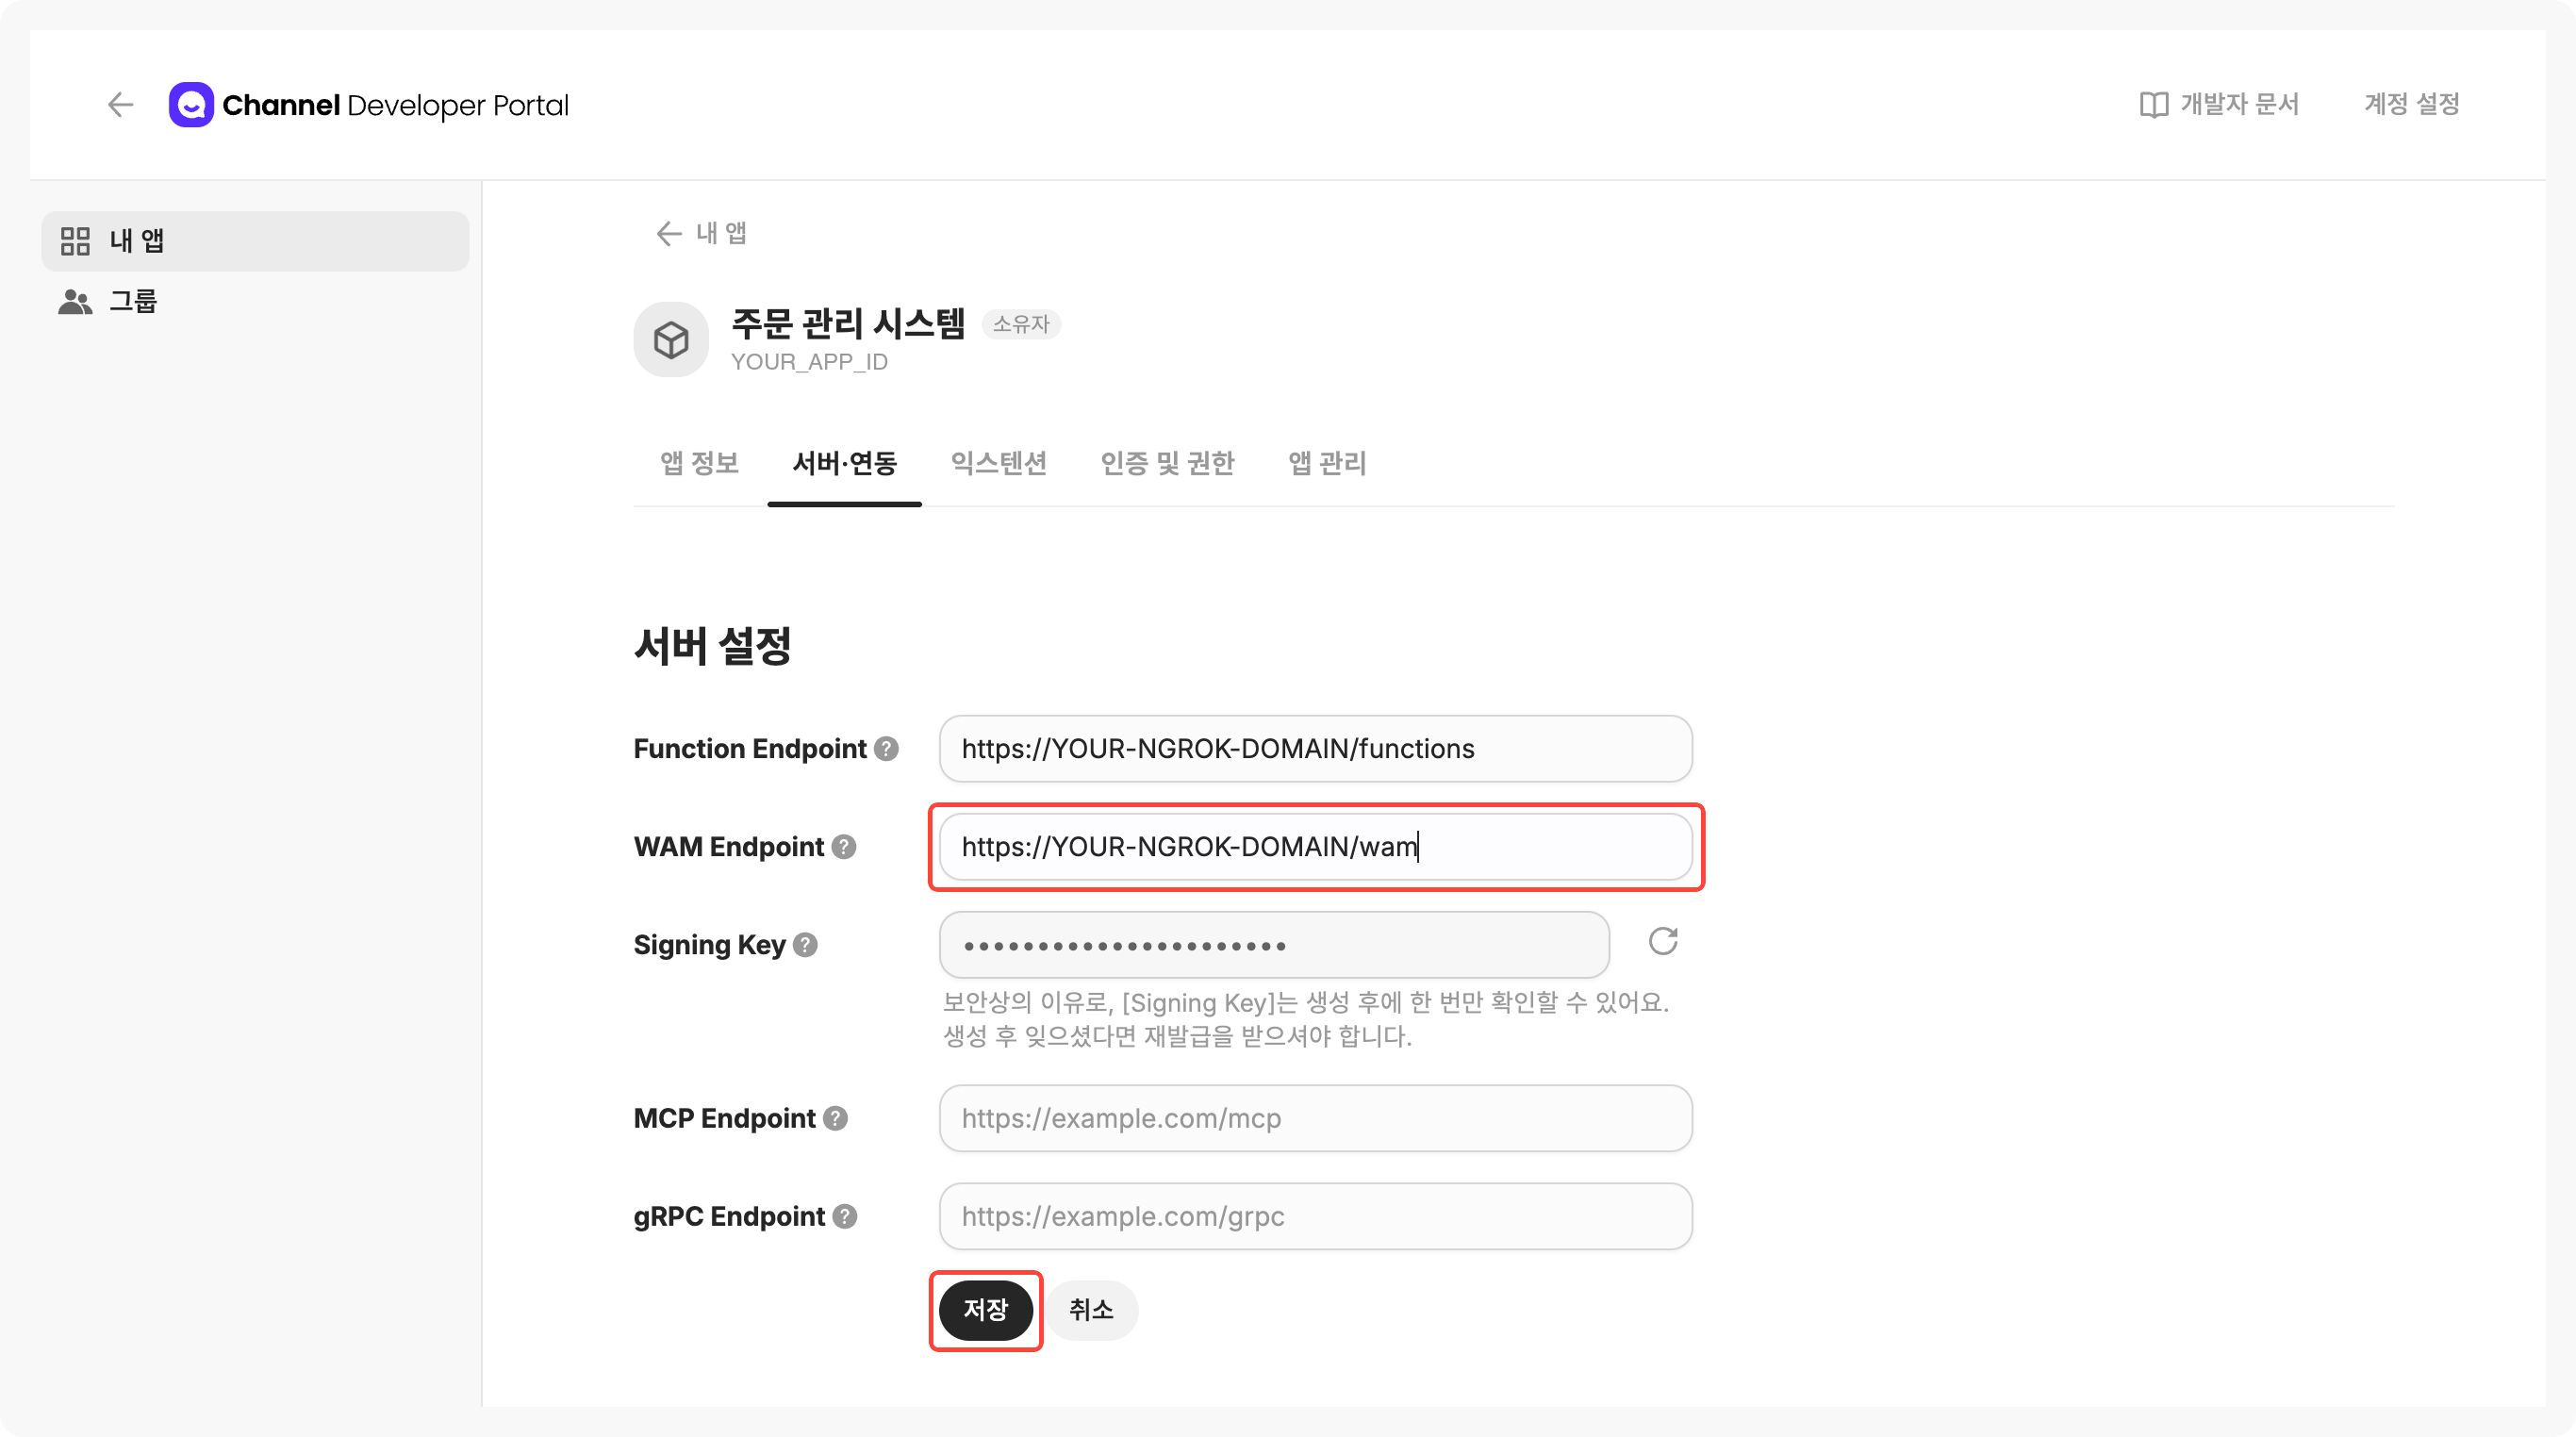 Channel Developer Portal
개발자 문서
계정 설정
내 앱
그룹
내 앱
주문 관리 시스템
소유자
YOUR_APP_ID
앱 정보
서버·연동
익스텐션
인증 및 권한
앱 관리
서버 설정
Function Endpoint ?
https://YOUR-NGROK-DOMAIN/functions
WAM Endpoint ?
https://YOUR-NGROK-DOMAIN/wam
Signing Key ?
••••••••••••••••••••••
보안상의 이유로, [Signing Key]는 생성 후에 한 번만 확인할 수 있어요.
생성 후 잊으셨다면 재발급을 받으셔야 합니다.
MCP Endpoint ?
https://example.com/mcp
gRPC Endpoint ?
https://example.com/grpc
저장
취소